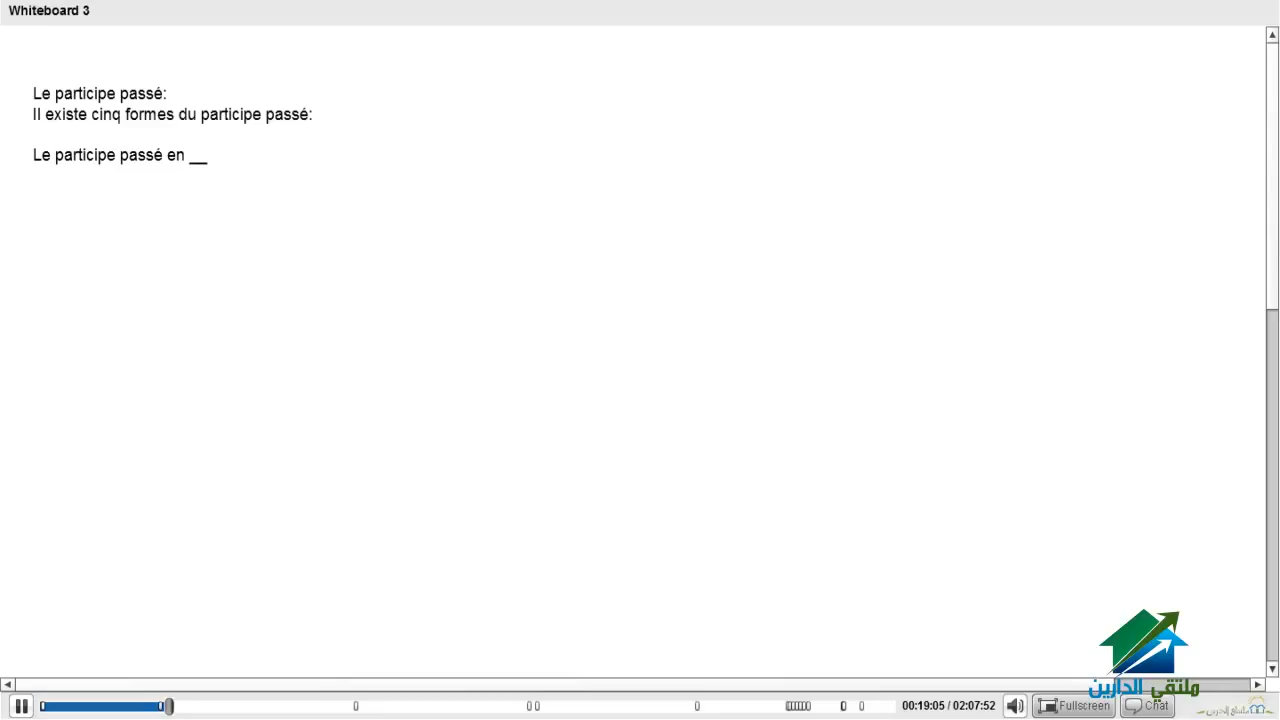 Whiteboard 3
Le participe passé:
Il existe cinq formes du participe passé:
Le participe passé en __
00:19:05 / 02:07:52
Fullscreen
Chat
ملتقي الدارين